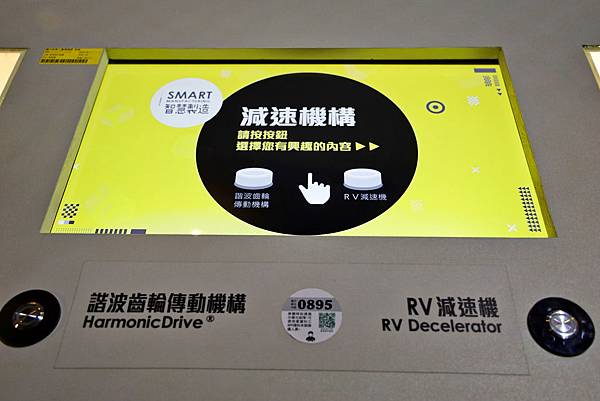 SMART
MANUFACTURING
智慧製造
減速機構
請按按鈕
選擇您有興趣的內容 ▶▶
諧波齒輪
傳動機構
RV減速機
諧波齒輪傳動機構
HarmonicDrive®
0895
RV 減速機
RV Decelerator